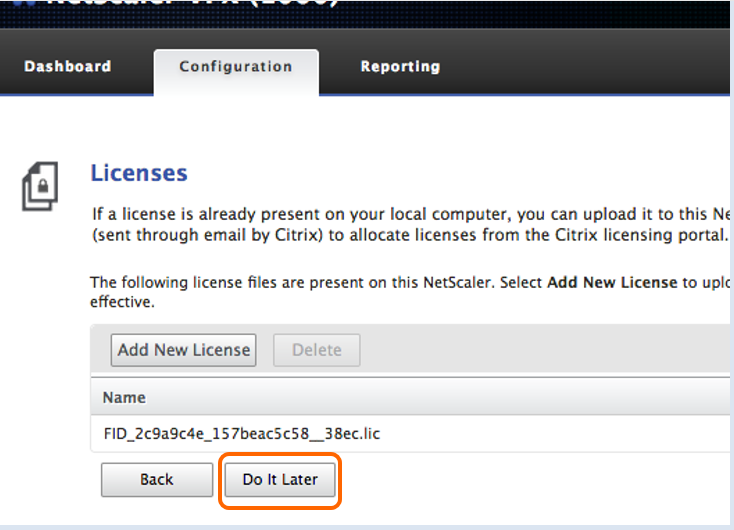 NetScaler VPX (1000)
Dashboard Configuration Reporting
Licenses
If a license is already present on your local computer, you can upload it to this Ne
(sent through email by Citrix) to allocate licenses from the Citrix licensing portal.
The following license files are present on this NetScaler. Select Add New License to uplo
effective.
Add New License Delete
Name
FID_2c9a9c4e_157beac5c58__38ec.lic
Back Do It Later